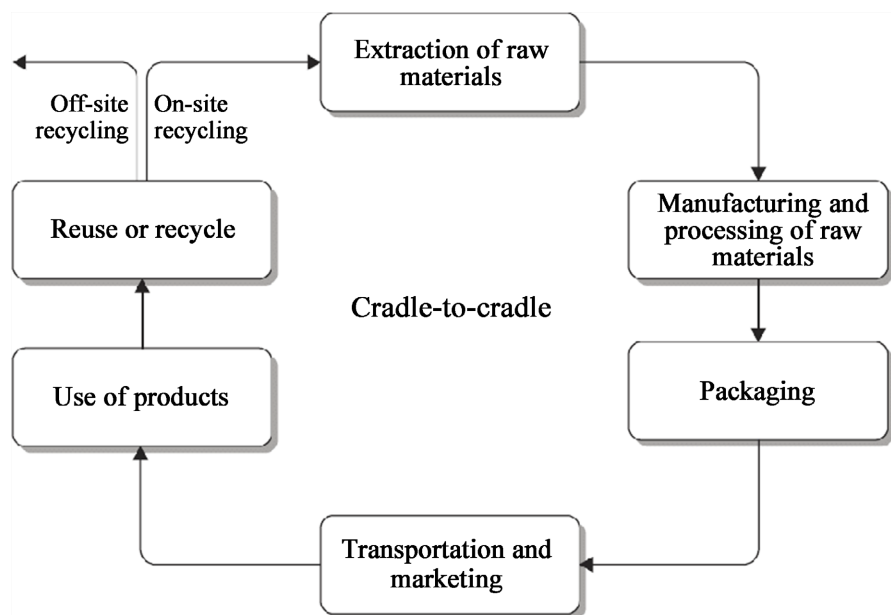 Extraction of raw
materials
Off-site
recycling
On-site
recycling
Reuse or recycle
Manufacturing and
processing of raw
materials
Cradle-to-cradle
Use of products
Packaging
Transportation and
marketing